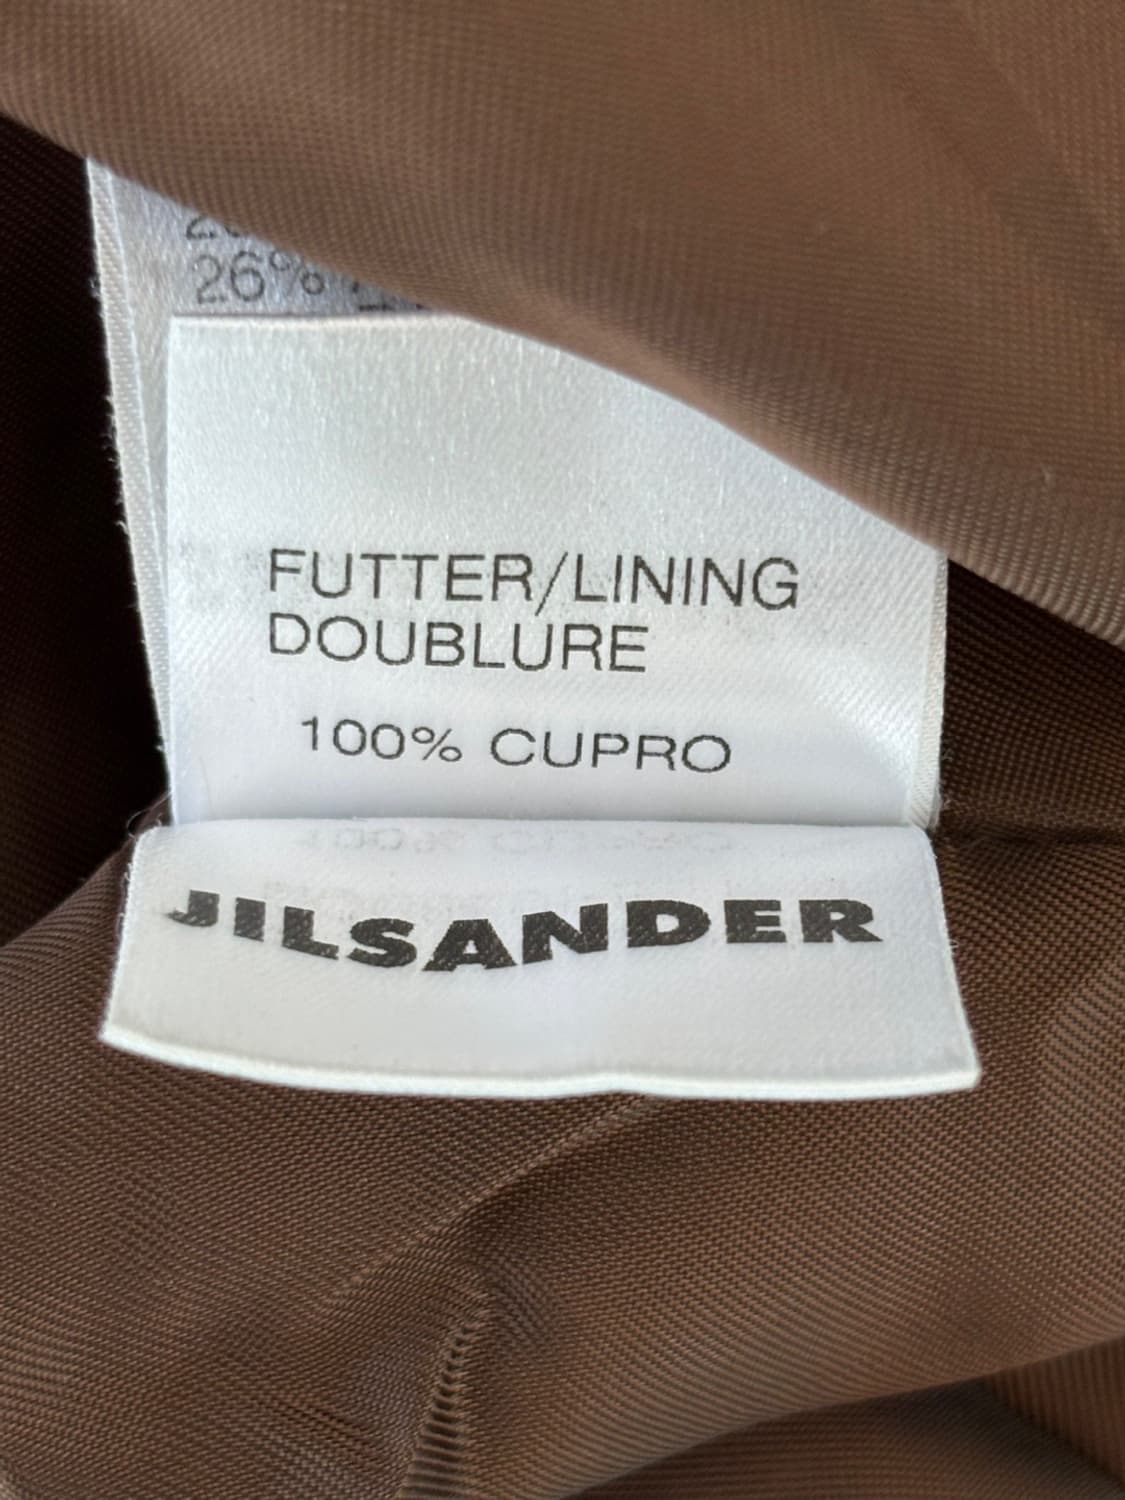 26%
FUTTER/LINING
DOUBLURE
100% CUPRO
JILSANDER